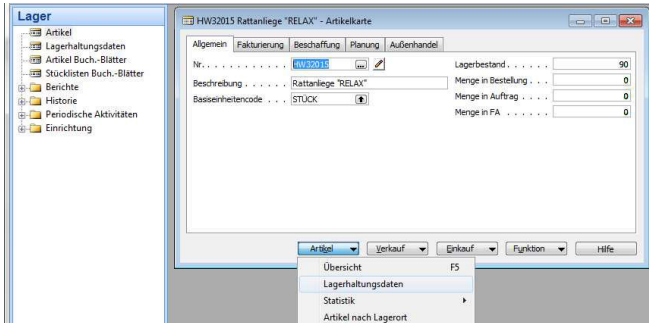 Lager
Artikel
Lagerhaltungsdaten
Artikel Buch.-Blätter
Stücklisten Buch.-Blätter
Berichte
Historie
Periodische Aktivitäten
Einrichtung
HW32015 Rattanliege "RELAX" - Artikelkarte
Allgemein Fakturierung Beschaffung Planung Außenhandel
Nr. . . . . . . . . . . . . HW32015 ... Lagerbestand . . . . . . 90
Beschreibung . . . . . . . Rattanliege "RELAX" Menge in Bestellung . . . 0
Basiseinheitencode . . . STÜCK Menge in Auftrag . . . . 0
Menge in FA . . . . . . 0
Artikel Verkauf Einkauf Funktion Hilfe
Übersicht F5
Lagerhaltungsdaten
Statistik
Artikel nach Lagerort